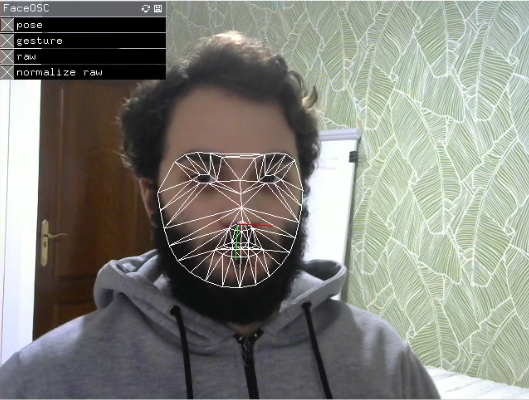 FaceOSC
pose
gesture
raw
normalize raw